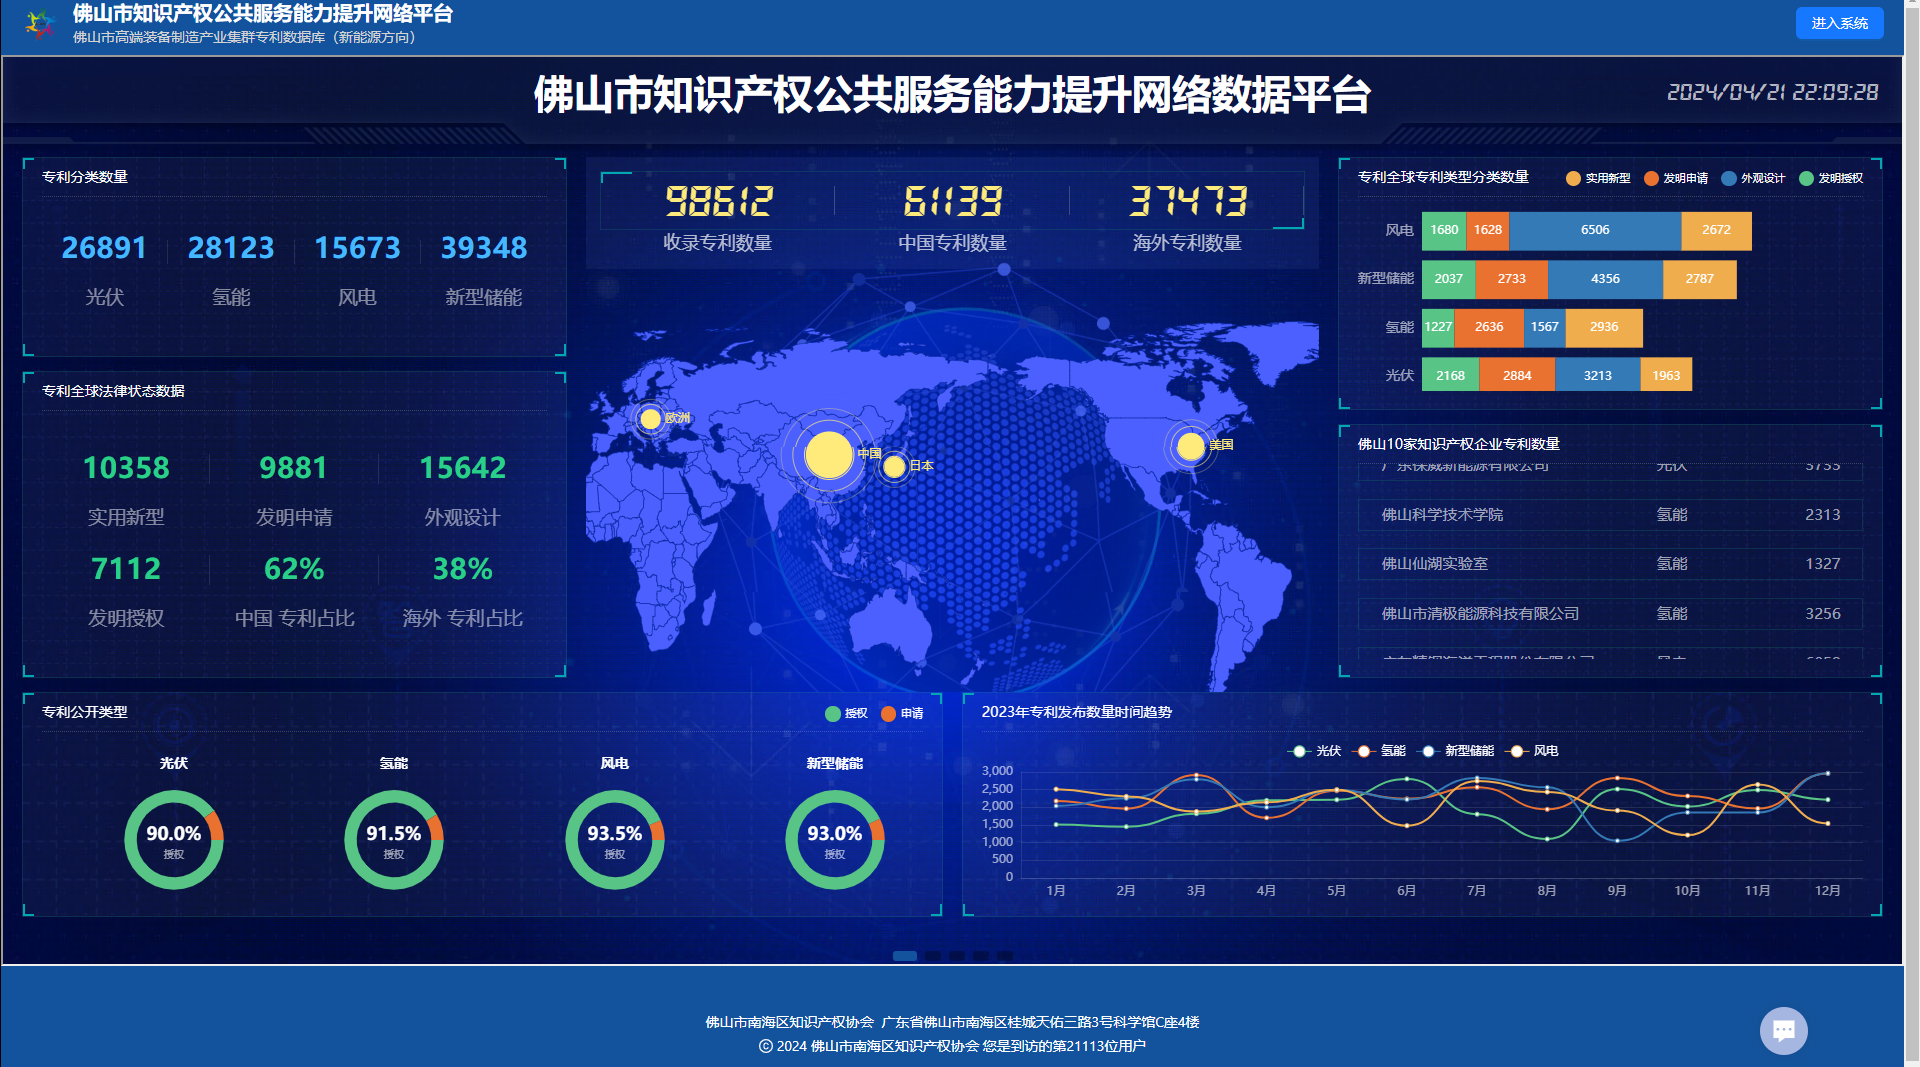 佛山市知识产权公共服务能力提升网络平台
佛山市高端装备制造产业集群专利数据库（新能源方向）
进入系统
佛山市知识产权公共服务能力提升网络数据平台
2024/04/21 22:09:28
专利分类数量
26891 28123 15673 39348
光伏 氢能 风电 新型储能
专利全球法律状态数据
10358 9881 15642
实用新型 发明申请 外观设计
7112 62% 38%
发明授权 中国 专利占比 海外 专利占比
98612 61139 37473
收录专利数量 中国专利数量 海外专利数量
欧洲
中国
日本
美国
专利全球专利类型分类数量
实用新型 发明申请 外观设计 发明授权
风电 1680 1628 6506 2672
新型储能 2037 2733 4356 2787
氢能 1227 2636 1567 2936
光伏 2168 2884 3213 1963
佛山10家知识产权企业专利数量
广东保威新能源有限公司 光伏 3733
佛山科学技术学院 氢能 2313
佛山仙湖实验室 氢能 1327
佛山市清极能源科技有限公司 氢能 3256
专利公开类型
授权 申请
光伏 氢能 风电 新型储能
90.0% 91.5% 93.5% 93.0%
授权 授权 授权 授权
2023年专利发布数量时间趋势
光伏 氢能 新型储能 风电
3,000
2,500
2,000
1,500
1,000
500
0
1月 2月 3月 4月 5月 6月 7月 8月 9月 10月 11月 12月
佛山市南海区知识产权协会 广东省佛山市南海区桂城天佑三路3号科学馆C座4楼
© 2024 佛山市南海区知识产权协会 您是到访的第21113位用户